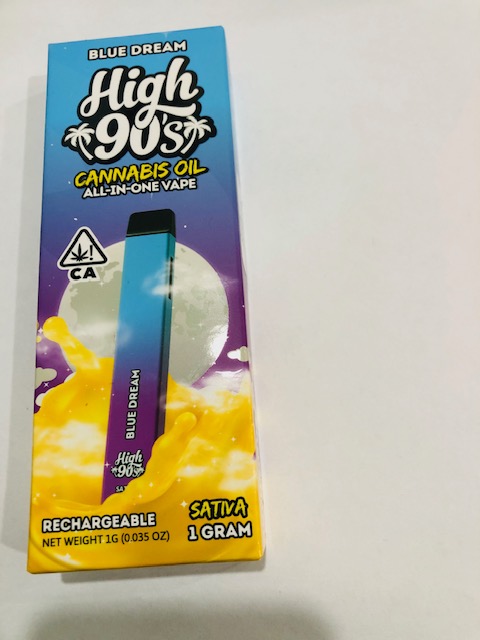 BLUE DREAM
High
90's
CANNABIS OIL
ALL-IN-ONE VAPE
CA
BLUE DREAM
High
90's
SAT
RECHARGEABLE
NET WEIGHT 1G (0.035 OZ)
SATIVA
1 GRAM